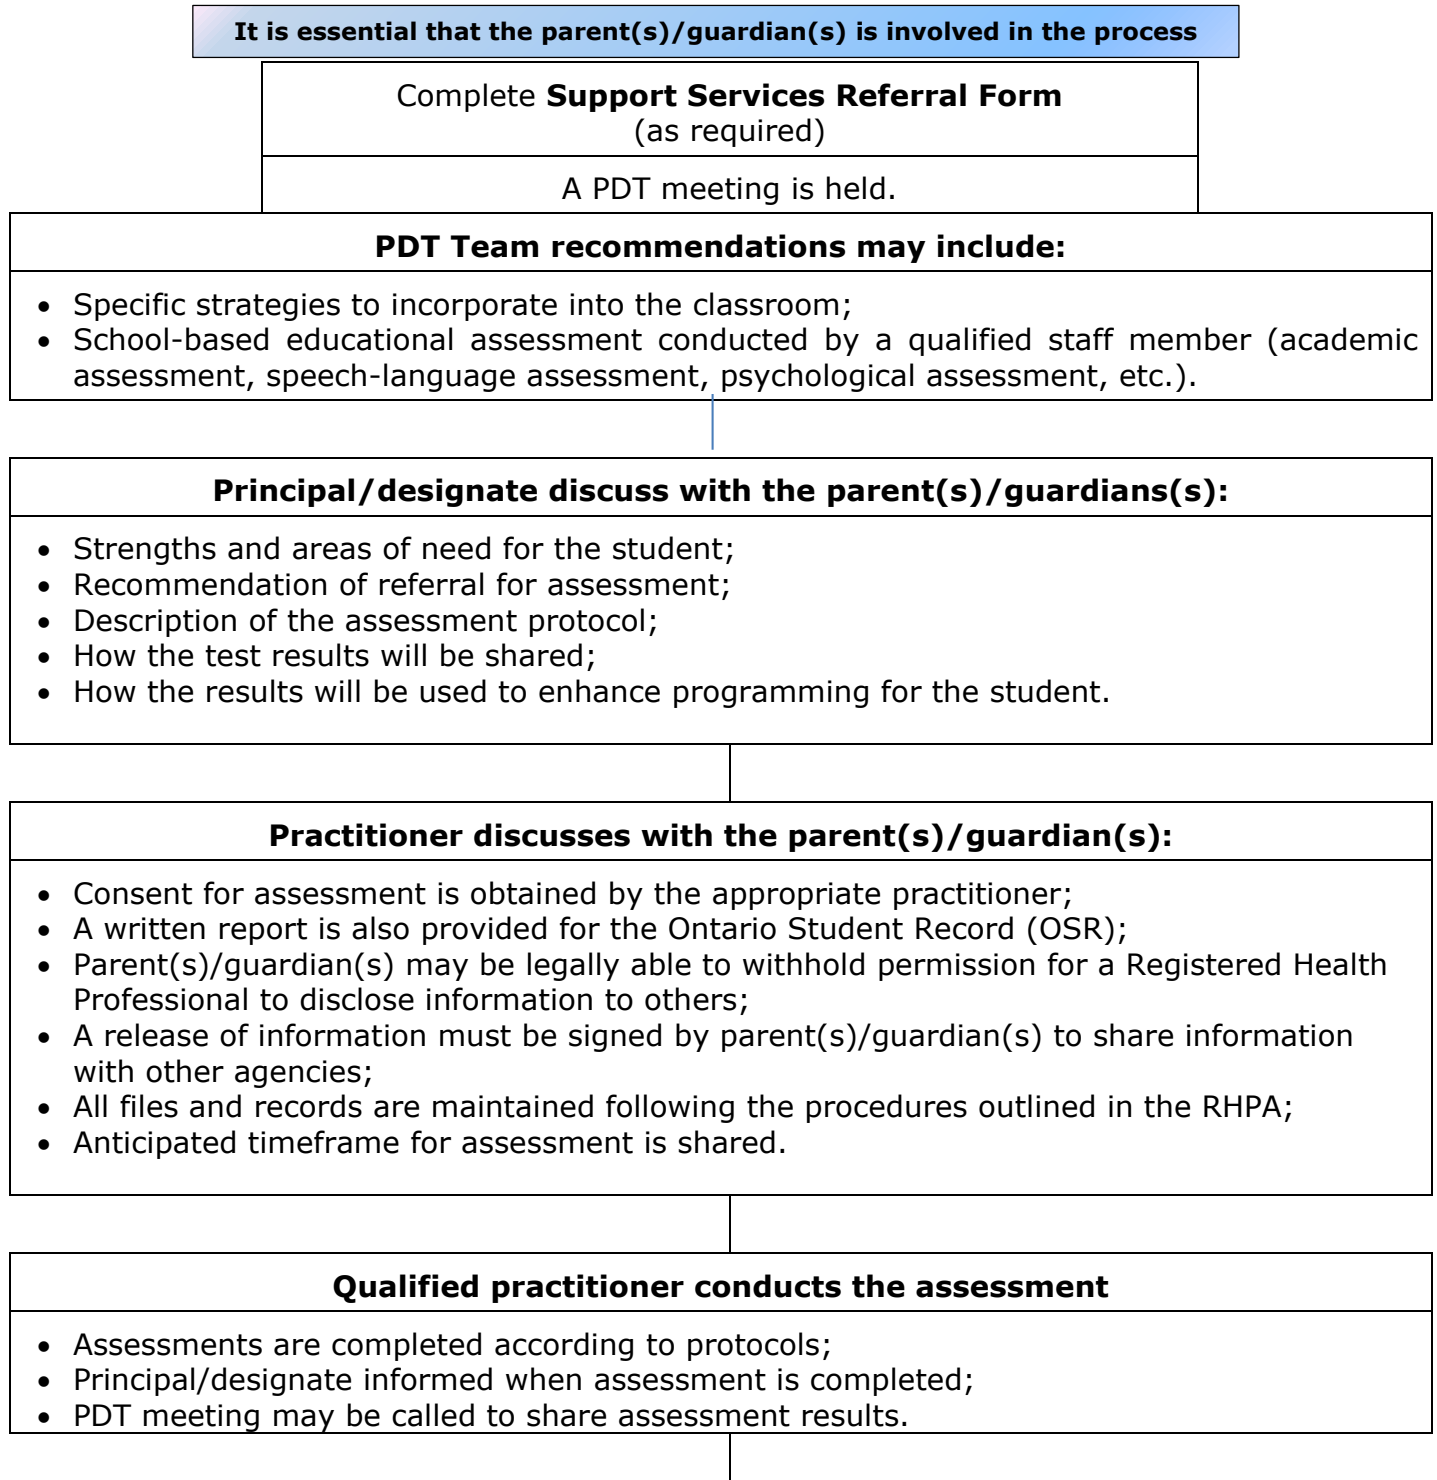 It is essential that the parent(s)/guardian(s) is involved in the process
Complete Support Services Referral Form
(as required)
A PDT meeting is held.
PDT Team recommendations may include:
• Specific strategies to incorporate into the classroom;
• School-based educational assessment conducted by a qualified staff member (academic
assessment, speech-language assessment, psychological assessment, etc.).
Principal/designate discuss with the parent(s)/guardians(s):
• Strengths and areas of need for the student;
• Recommendation of referral for assessment;
• Description of the assessment protocol;
• How the test results will be shared;
• How the results will be used to enhance programming for the student.
Practitioner discusses with the parent(s)/guardian(s):
• Consent for assessment is obtained by the appropriate practitioner;
• A written report is also provided for the Ontario Student Record (OSR);
• Parent(s)/guardian(s) may be legally able to withhold permission for a Registered Health
Professional to disclose information to others;
• A release of information must be signed by parent(s)/guardian(s) to share information
with other agencies;
• All files and records are maintained following the procedures outlined in the RHPA;
• Anticipated timeframe for assessment is shared.
Qualified practitioner conducts the assessment
• Assessments are completed according to protocols;
• Principal/designate informed when assessment is completed;
• PDT meeting may be called to share assessment results.